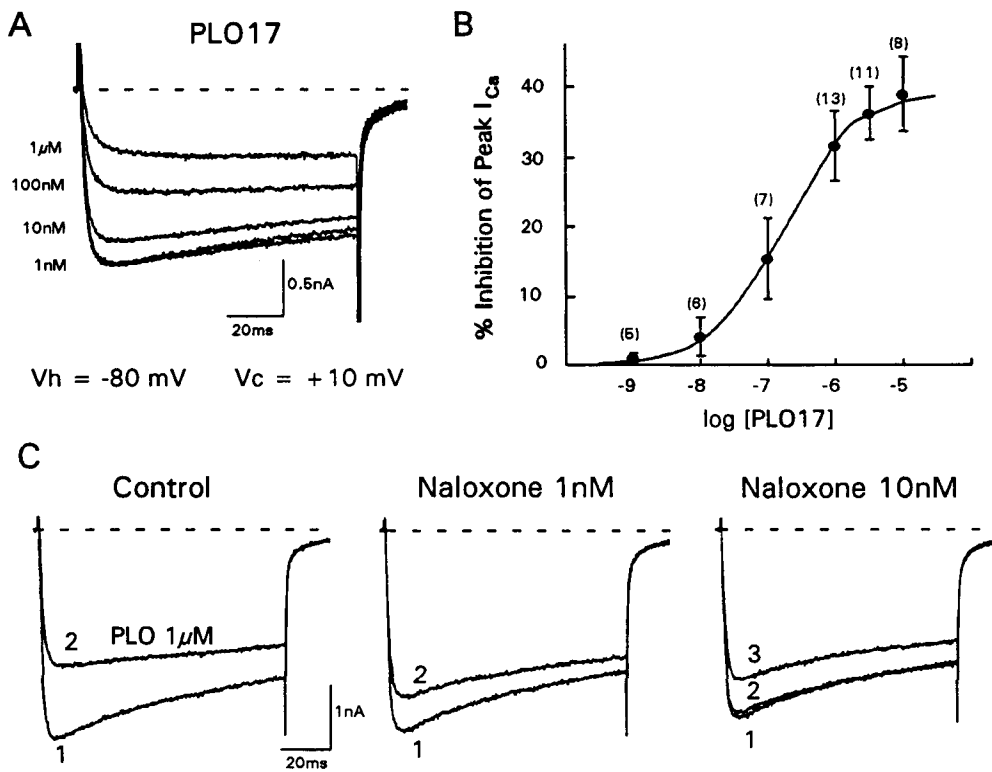 A
PLO17
1μM
100nM
10nM
1nM
0.5nA
20ms
Vh = -80 mV Vc = +10 mV
B
% Inhibition of Peak I Ca
40
30
20
10
0
(5)
(6)
(7)
(13)
(11)
(8)
-9 -8 -7 -6 -5
log [PLO17]
C
Control
2 PLO 1μM
1
1nA
20ms
Naloxone 1nM
2
1
Naloxone 10nM
3
2
1